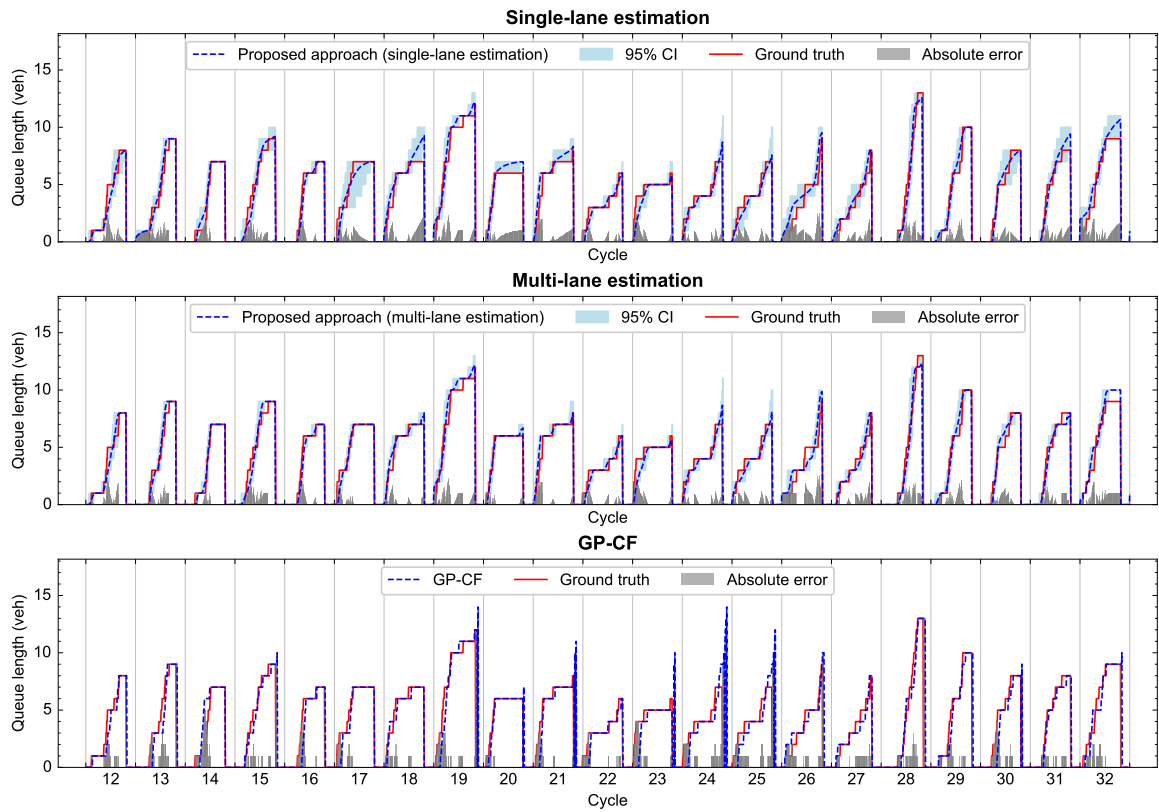 Single-lane estimation
Proposed approach (single-lane estimation) 95% CI Ground truth Absolute error
Queue length (veh)
15
10
5
0
Cycle
Multi-lane estimation
Proposed approach (multi-lane estimation) 95% CI Ground truth Absolute error
Queue length (veh)
15
10
5
0
Cycle
GP-CF
GP-CF Ground truth Absolute error
Queue length (veh)
15
10
5
0
12 13 14 15 16 17 18 19 20 21 22 23 24 25 26 27 28 29 30 31 32
Cycle